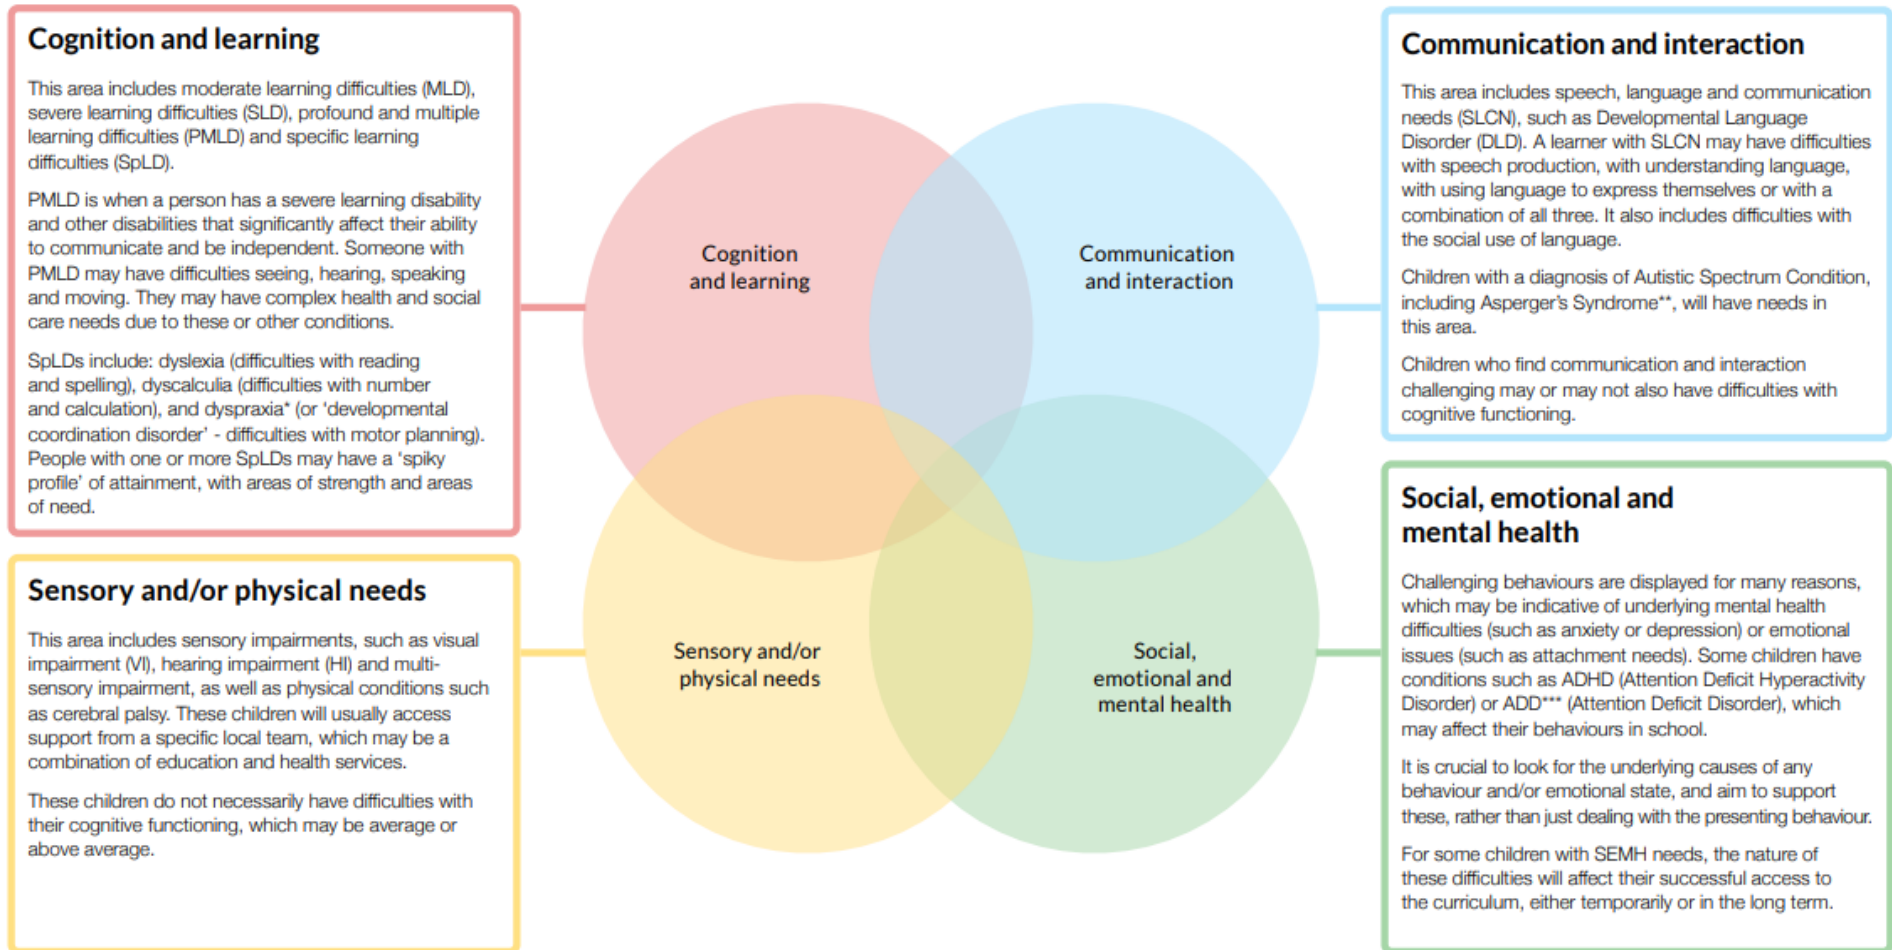 Cognition and learning
This area includes moderate learning difficulties (MLD),
severe learning difficulties (SLD), profound and multiple
learning difficulties (PMLD) and specific learning
difficulties (SpLD).
PMLD is when a person has a severe learning disability
and other disabilities that significantly affect their ability
to communicate and be independent. Someone with
PMLD may have difficulties seeing, hearing, speaking
and moving. They may have complex health and social
care needs due to these or other conditions.
SpLDs include: dyslexia (difficulties with reading
and spelling), dyscalculia (difficulties with number
and calculation), and dyspraxia* (or ‘developmental
coordination disorder’ - difficulties with motor planning).
People with one or more SpLDs may have a ‘spiky
profile’ of attainment, with areas of strength and areas
of need.
Sensory and/or physical needs
This area includes sensory impairments, such as visual
impairment (VI), hearing impairment (HI) and multi-
sensory impairment, as well as physical conditions such
as cerebral palsy. These children will usually access
support from a specific local team, which may be a
combination of education and health services.
These children do not necessarily have difficulties with
their cognitive functioning, which may be average or
above average.
Cognition
and learning
Communication
and interaction
Sensory and/or
physical needs
Social,
emotional and
mental health
Communication and interaction
This area includes speech, language and communication
needs (SLCN), such as Developmental Language
Disorder (DLD). A learner with SLCN may have difficulties
with speech production, with understanding language,
with using language to express themselves or with a
combination of all three. It also includes difficulties with
the social use of language.
Children with a diagnosis of Autistic Spectrum Condition,
including Asperger’s Syndrome**, will have needs in
this area.
Children who find communication and interaction
challenging may or may not also have difficulties with
cognitive functioning.
Social, emotional and
mental health
Challenging behaviours are displayed for many reasons,
which may be indicative of underlying mental health
difficulties (such as anxiety or depression) or emotional
issues (such as attachment needs). Some children have
conditions such as ADHD (Attention Deficit Hyperactivity
Disorder) or ADD*** (Attention Deficit Disorder), which
may affect their behaviours in school.
It is crucial to look for the underlying causes of any
behaviour and/or emotional state, and aim to support
these, rather than just dealing with the presenting behaviour.
For some children with SEMH needs, the nature of
these difficulties will affect their successful access to
the curriculum, either temporarily or in the long term.